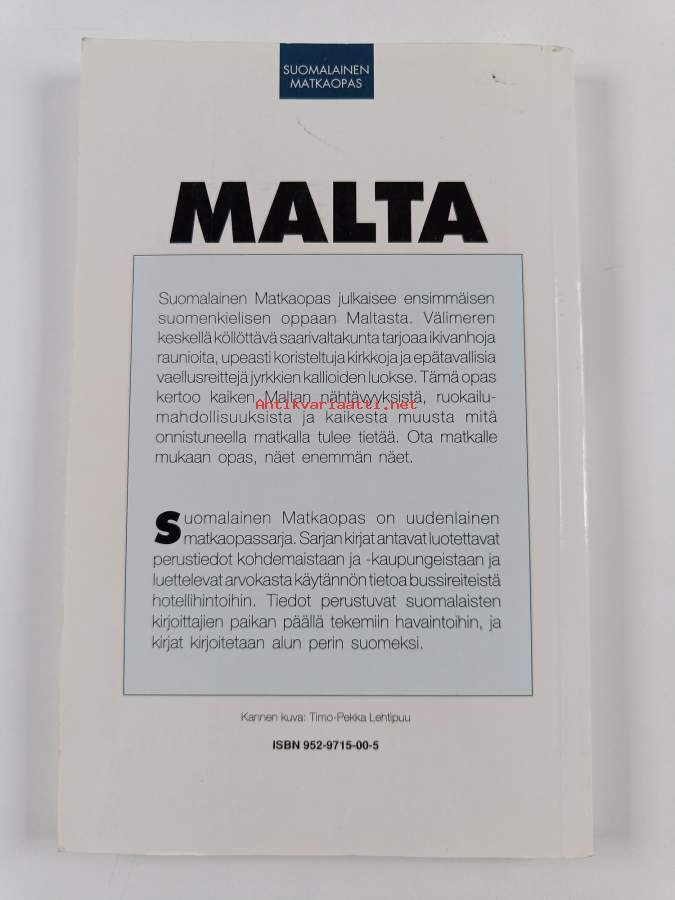 SUOMALAINEN
MATKAOPAS
MALTA
Suomalainen Matkaopas julkaisee ensimmäisen
suomenkielisen oppaan Maltasta. Välimeren
keskellä köllöttävä saarivaltakunta tarjoaa ikivanhoja
raunioita, upeasti koristeltuja kirkkoja ja epätavallisia
vaellusreittejä jyrkkien kallioiden luokse. Tämä opas
kertoo kaiken Maltan nähtävyyksistä, ruokailu-
Antikvariaatti.net
mahdollisuuksista ja kaikesta muusta mitä
onnistuneella matkalla tulee tietää. Ota matkalle
mukaan opas, näet enemmän näet.
Suomalainen Matkaopas on uudenlainen
matkaopassarja. Sarjan kirjat antavat luotettavat
perustiedot kohdemaistaan ja -kaupungeistaan ja
luettelevat arvokasta käytännön tietoa bussireiteistä
hotellihintoihin. Tiedot perustuvat suomalaisten
kirjoittajien paikan päällä tekemiin havaintoihin, ja
kirjat kirjoitetaan alun perin suomeksi.
Kannen kuva: Timo-Pekka Lehtipuu
ISBN 952-9715-00-5